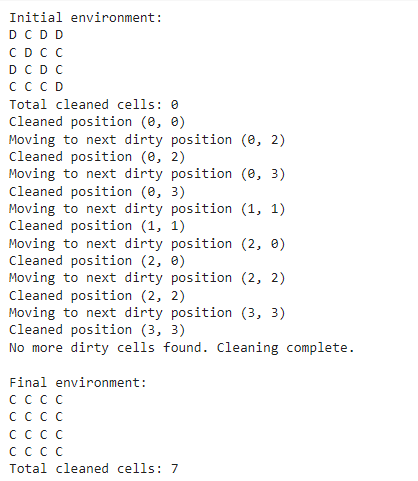 Initial environment:
D C D D
C D C C
D C D C
C C C D
Total cleaned cells: 0
Cleaned position (0, 0)
Moving to next dirty position (0, 2)
Cleaned position (0, 2)
Moving to next dirty position (0, 3)
Cleaned position (0, 3)
Moving to next dirty position (1, 1)
Cleaned position (1, 1)
Moving to next dirty position (2, 0)
Cleaned position (2, 0)
Moving to next dirty position (2, 2)
Cleaned position (2, 2)
Moving to next dirty position (3, 3)
Cleaned position (3, 3)
No more dirty cells found. Cleaning complete.

Final environment:
C C C C
C C C C
C C C C
C C C C
Total cleaned cells: 7